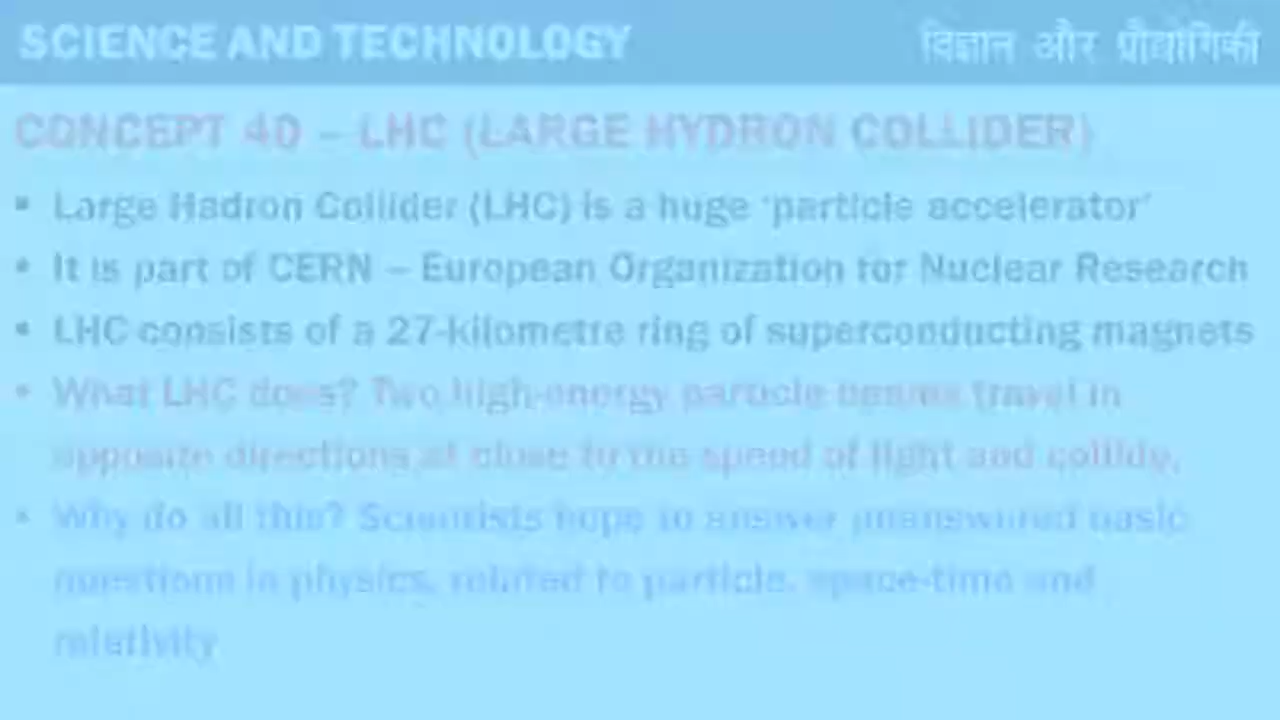 SCIENCE AND TECHNOLOGY
विज्ञान और प्रौद्योगिकी
CONCEPT 40 – LHC (LARGE HYDRON COLLIDER)
▪ Large Hadron Collider (LHC) is a huge ‘particle accelerator’
▪ It is part of CERN – European Organization for Nuclear Research
▪ LHC consists of a 27-kilometre ring of superconducting magnets
▪ What LHC does? Two high-energy particle beams travel in
opposite directions at close to the speed of light and collide.
▪ Why do all this? Scientists hope to answer unanswered basic
questions in physics, related to particle, space-time and
relativity